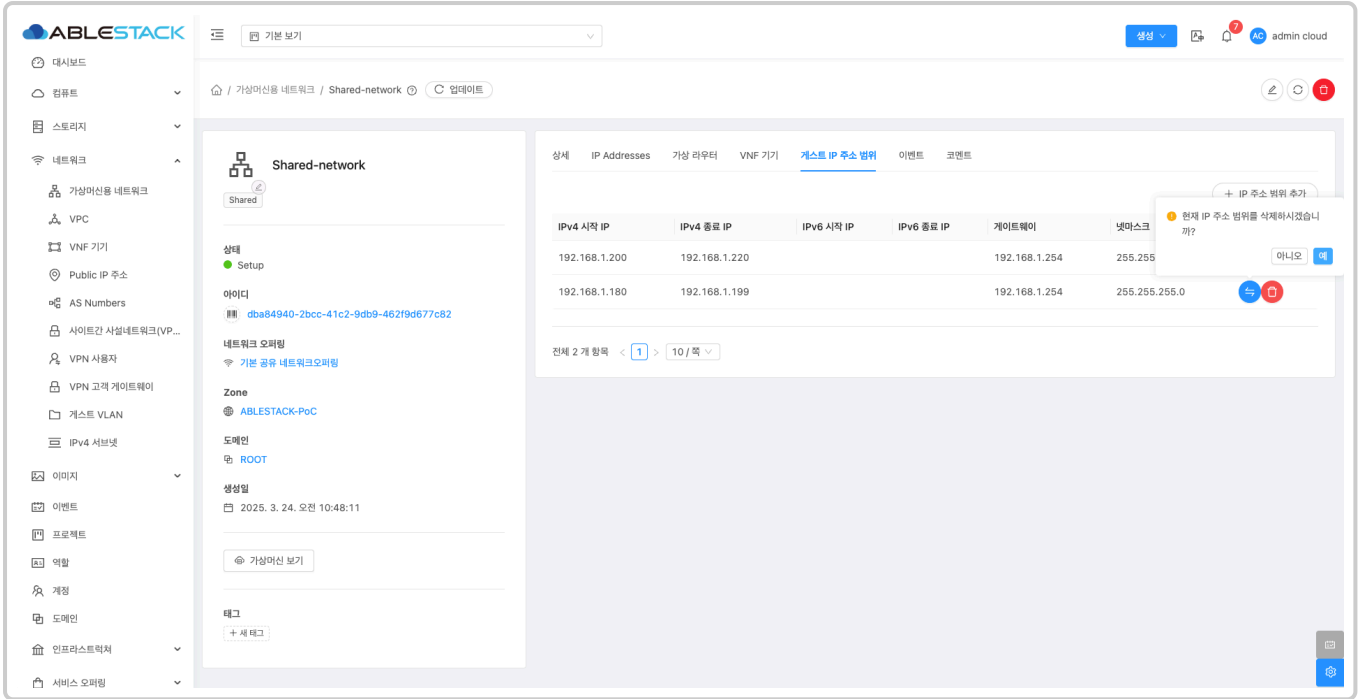 ABLESTACK
기본 보기
생성
7
AC
admin cloud
대시보드
컴퓨트
스토리지
네트워크
가상머신용 네트워크
VPC
VNF 기기
Public IP 주소
AS Numbers
사이트간 사설네트워크(VP...
VPN 사용자
VPN 고객 게이트웨이
게스트 VLAN
IPv4 서브넷
이미지
이벤트
프로젝트
역할
계정
도메인
인프라스트럭쳐
서비스 오퍼링
/ 가상머신용 네트워크 / Shared-network
업데이트
Shared-network
Shared
상태
Setup
아이디
dba84940-2bcc-41c2-9db9-462f9d677c82
네트워크 오퍼링
기본 공유 네트워크오퍼링
Zone
ABLESTACK-PoC
도메인
ROOT
생성일
2025. 3. 24. 오전 10:48:11
가상머신 보기
태그
+ 새 태그
상세 IP Addresses 가상 라우터 VNF 기기 게스트 IP 주소 범위 이벤트 코멘트
+ IP 주소 범위 추가
현재 IP 주소 범위를 삭제하시겠습니
까?
아니오 예
IPv4 시작 IP IPv4 종료 IP IPv6 시작 IP IPv6 종료 IP 게이트웨이 넷마스크
192.168.1.200 192.168.1.220 192.168.1.254 255.255
192.168.1.180 192.168.1.199 192.168.1.254 255.255.255.0
전체 2 개 항목 < 1 > 10 / 쪽